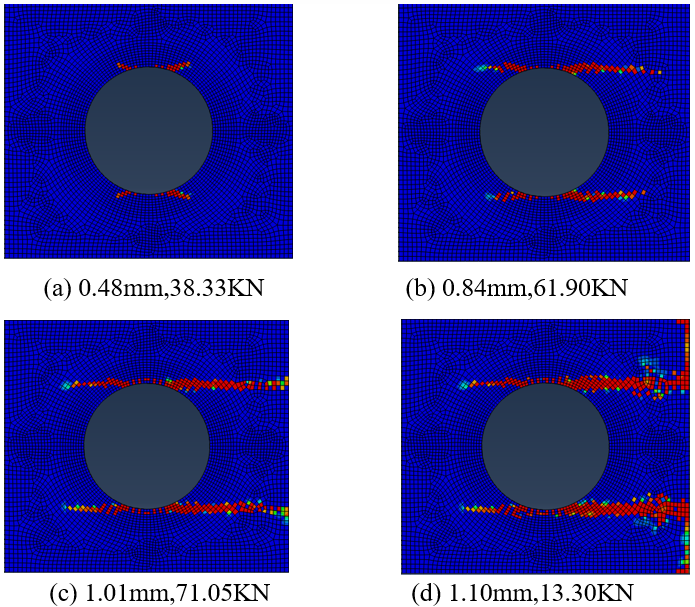 (a) 0.48mm,38.33KN
(b) 0.84mm,61.90KN
(c) 1.01mm,71.05KN
(d) 1.10mm,13.30KN